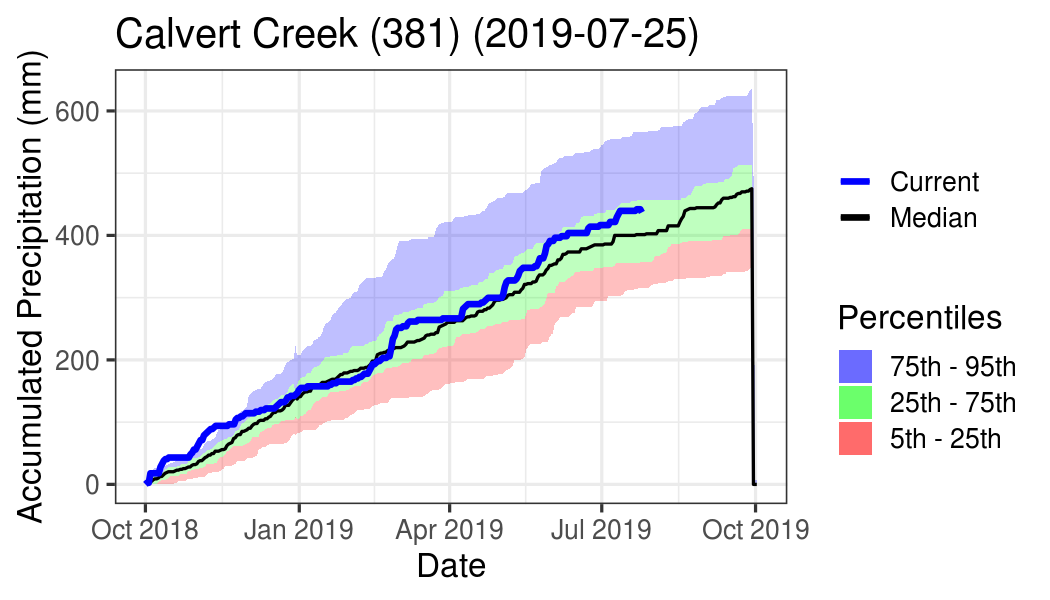 Calvert Creek (381) (2019-07-25)
Accumulated Precipitation (mm)
600
400
200
0
Oct 2018
Jan 2019
Apr 2019
Jul 2019
Oct 2019
Date
Current
Median
Percentiles
75th - 95th
25th - 75th
5th - 25th